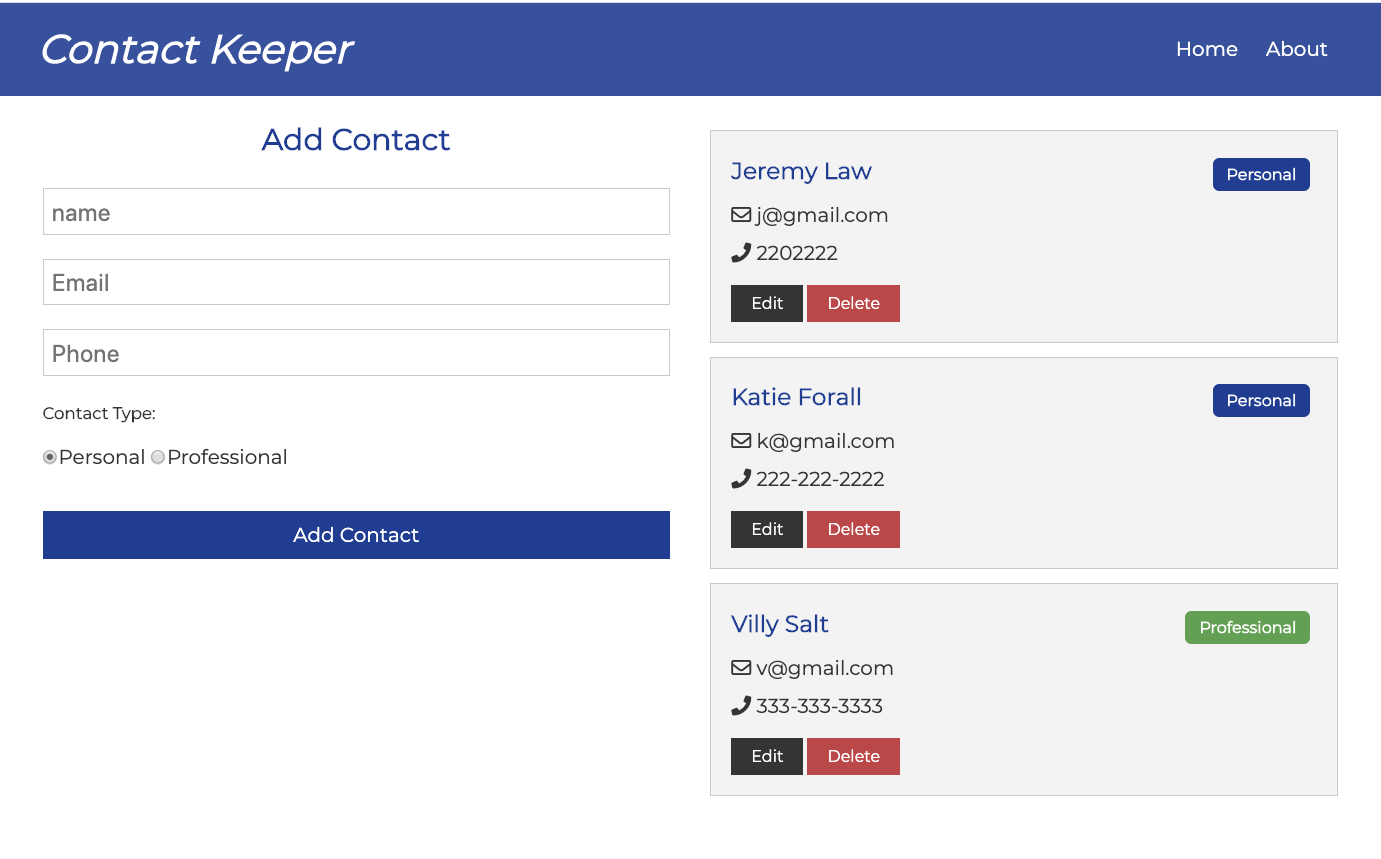 Contact Keeper
Home About
Add Contact
name
Email
Phone
Contact Type:
Personal Professional
Add Contact
Jeremy Law
Personal
j@gmail.com
2202222
Edit Delete
Katie Forall
Personal
k@gmail.com
222-222-2222
Edit Delete
Villy Salt
Professional
v@gmail.com
333-333-3333
Edit Delete